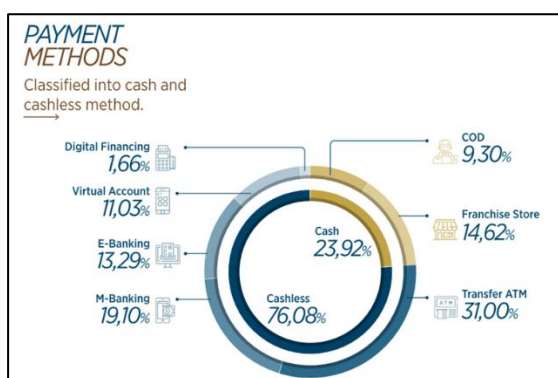 PAYMENT
METHODS
Classified into cash and
cashless method.
Digital Financing
1,66%
Virtual Account
11,03%
E-Banking
13,29%
M-Banking
19,10%
Cash
23,92%
Cashless
76,08%
COD
9,30%
Franchise Store
14,62%
Transfer ATM
31,00%